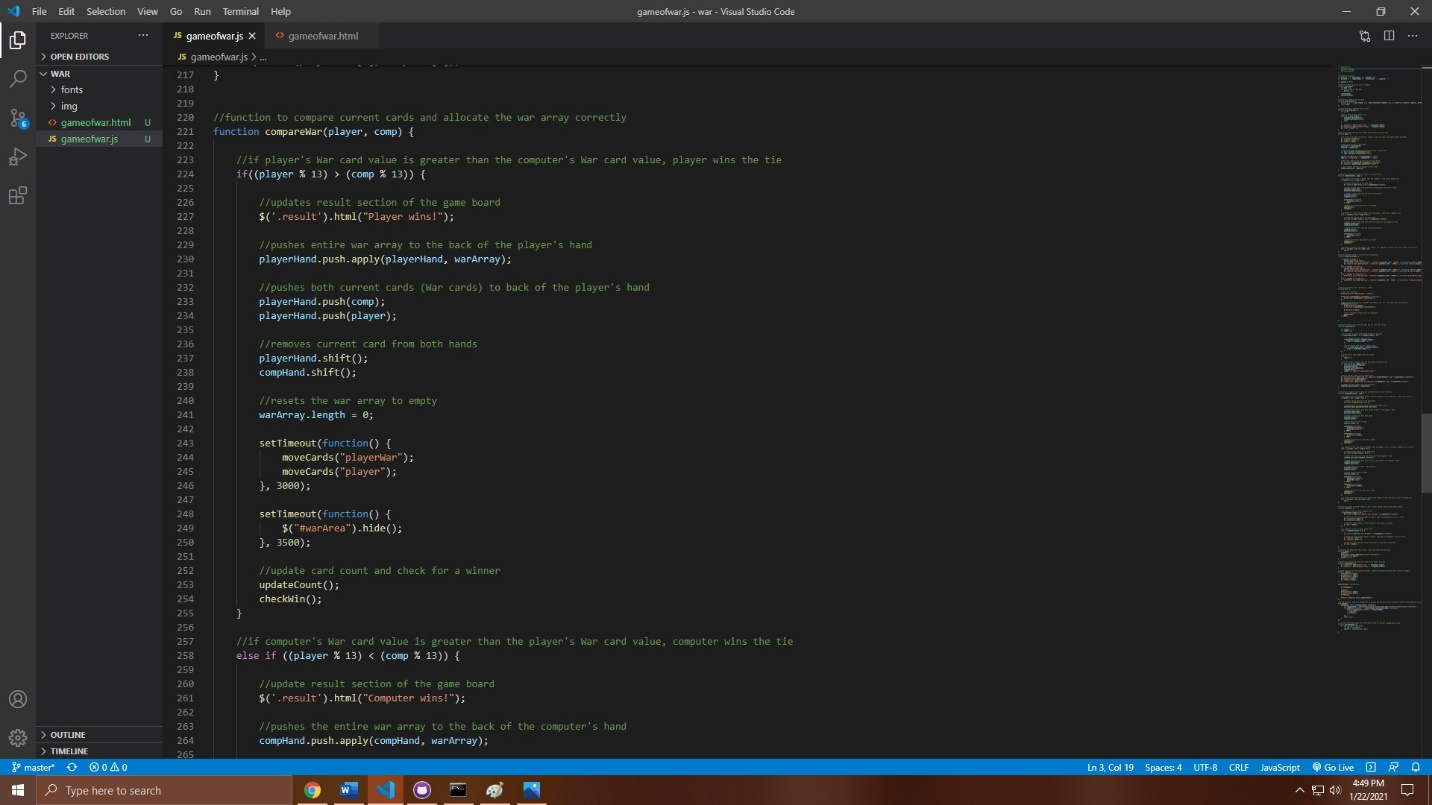 File Edit Selection View Go Run Terminal Help
gameofwar.js - war - Visual Studio Code
EXPLORER
OPEN EDITORS
WAR
fonts
img
gameofwar.html U
JS gameofwar.js U
OUTLINE
TIMELINE
6
JS gameofwar.js
gameofwar.html
JS gameofwar.js > ...
217 }
218
219
220 //function to compare current cards and allocate the war array correctly
221 function compareWar(player, comp) {
222
223 //if player's War card value is greater than the computer's War card value, player wins the tie
224 if((player % 13) > (comp % 13)) {
225
226 //updates result section of the game board
227 $('.result').html("Player wins!");
228
229 //pushes entire war array to the back of the player's hand
230 playerHand.push.apply(playerHand, warArray);
231
232 //pushes both current cards (War cards) to back of the player's hand
233 playerHand.push(comp);
234 playerHand.push(player);
235
236 //removes current card from both hands
237 playerHand.shift();
238 compHand.shift();
239
240 //resets the war array to empty
241 warArray.length = 0;
242
243 setTimeout(function() {
244 moveCards("playerWar");
245 moveCards("player");
246 }, 3000);
247
248 setTimeout(function() {
249 $("#warArea").hide();
250 }, 3500);
251
252 //update card count and check for a winner
253 updateCount();
254 checkWin();
255 }
256
257 //if computer's War card value is greater than the player's War card value, computer wins the tie
258 else if ((player % 13) < (comp % 13)) {
259
260 //update result section of the game board
261 $('.result').html("Computer wins!");
262
263 //pushes the entire war array to the back of the computer's hand
264 compHand.push.apply(compHand, warArray);
265
master* 0 0
Ln 3, Col 19 Spaces: 4 UTF-8 CRLF JavaScript Go Live
Type here to search
4:49 PM
1/22/2021